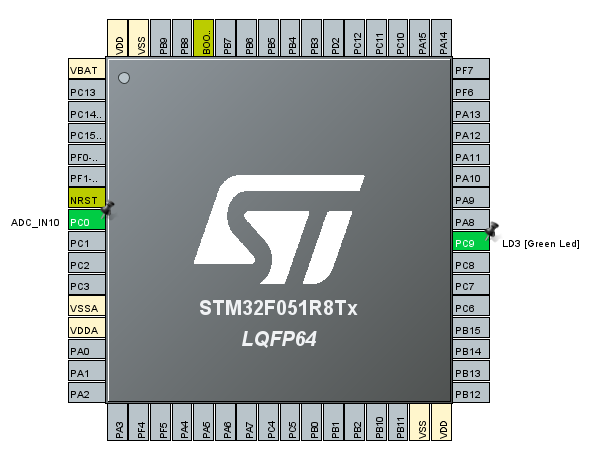 VDD
VSS
PB9
PB8
BOO..
PB7
PB6
PB5
PB4
PB3
PD2
PC12
PC11
PC10
PA15
PA14
VBAT
PC13
PC14..
PC15..
PF0-..
PF1-..
NRST
ADC_IN10 PC0
PC1
PC2
PC3
VSSA
VDDA
PA0
PA1
PA2
ST
STM32F051R8Tx
LQFP64
PF7
PF6
PA13
PA12
PA11
PA10
PA9
PA8
PC9 LD3 [Green Led]
PC8
PC7
PC6
PB15
PB14
PB13
PB12
PA3
PF4
PF5
PA4
PA5
PA6
PA7
PC4
PC5
PB0
PB1
PB2
PB10
PB11
VSS
VDD